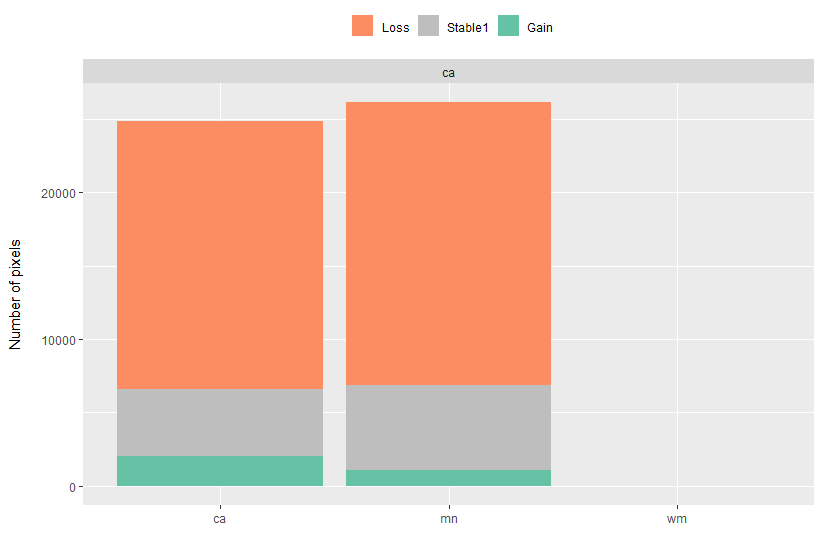 Loss Stable1 Gain
ca
Number of pixels
20000
10000
0
ca mn wm